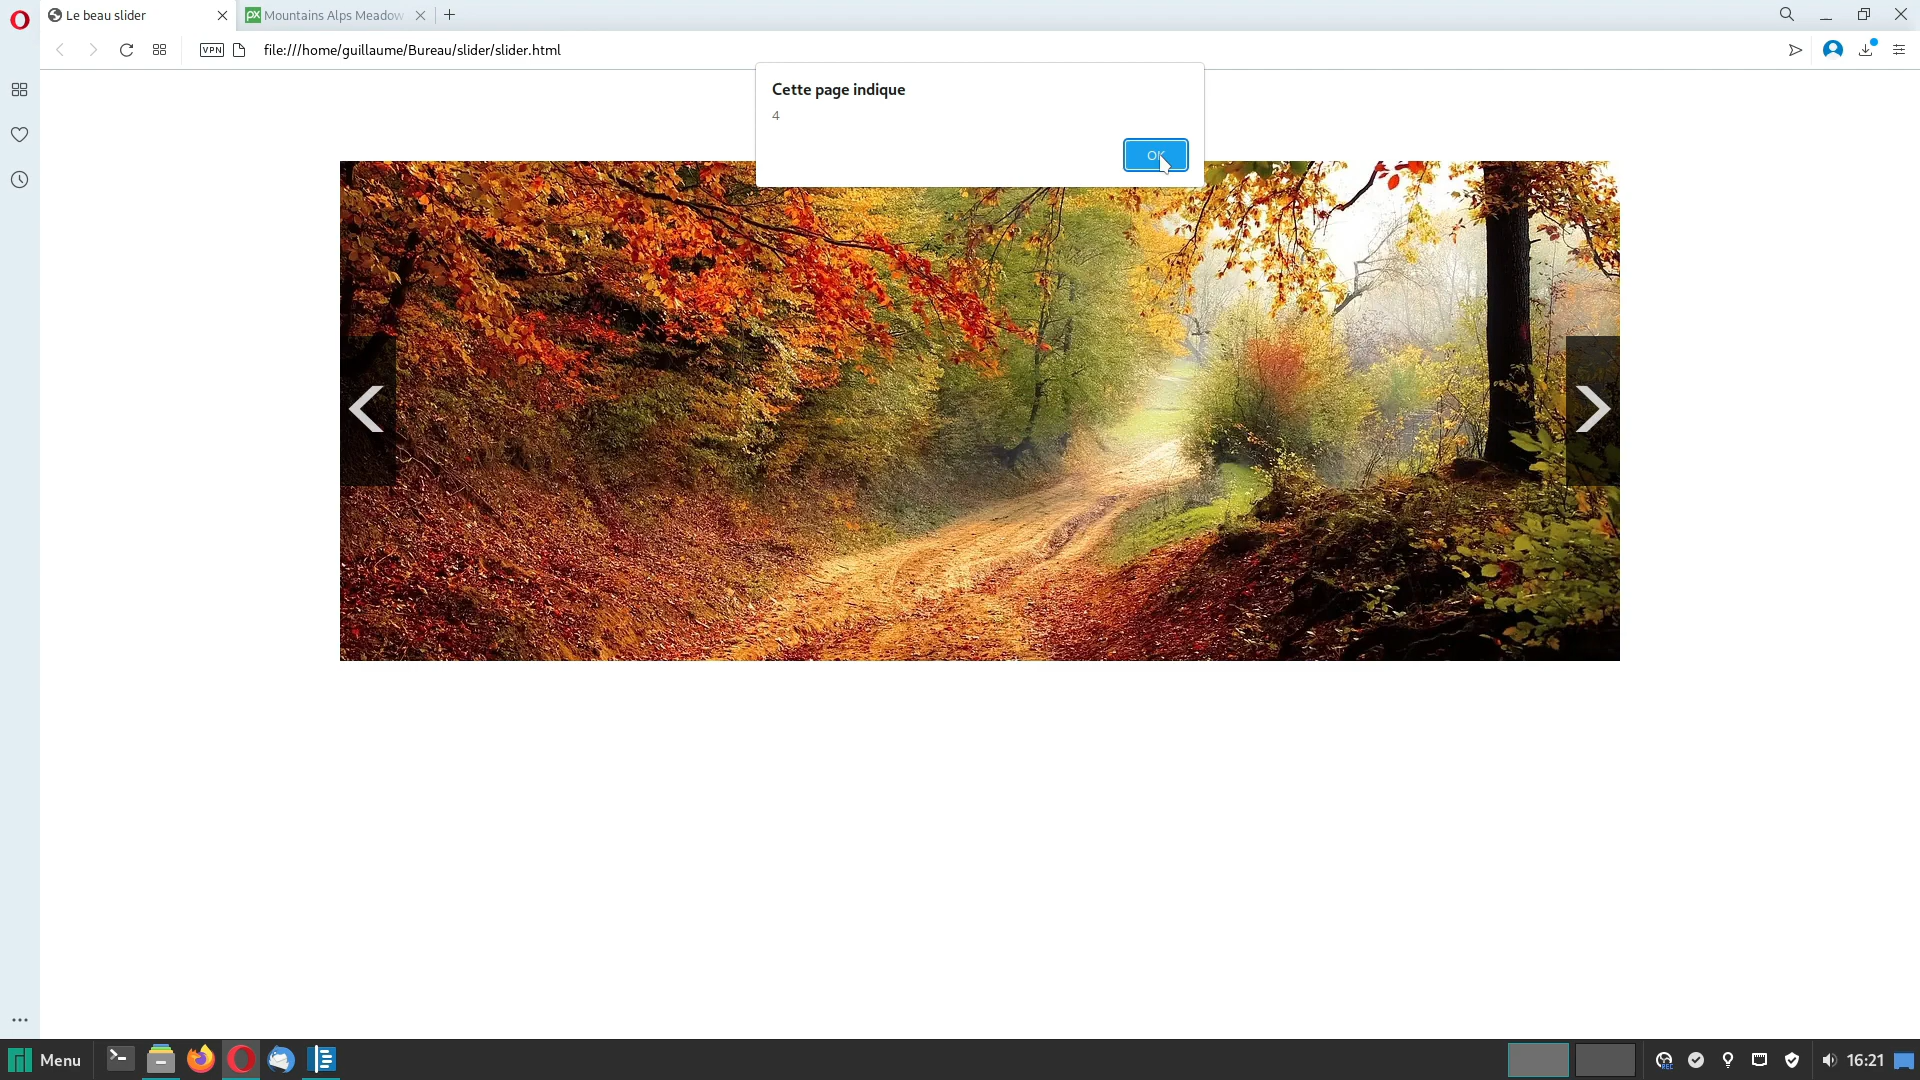 Le beau slider
Mountains Alps Meadow
VPN
file:///home/guillaume/Bureau/slider/slider.html
Cette page indique
4
OK
Menu
REC
16:21